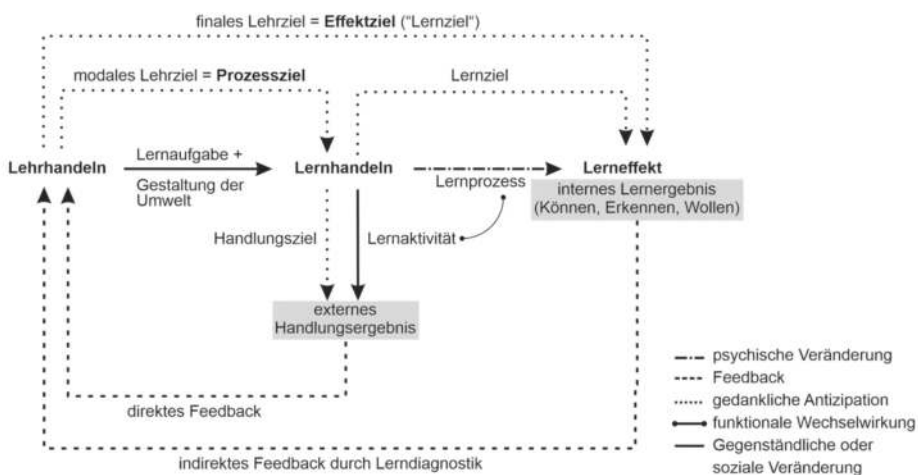 finales Lehrziel = Effektziel (“Lernziel“)
modales Lehrziel = Prozessziel
Lernziel
Lehrhandeln
Lernaufgabe +
Gestaltung der
Umwelt
Lernhandeln
Lernprozess
Lerneffekt
internes Lernergebnis
(Können, Erkennen, Wollen)
Handlungsziel
Lernaktivität
externes
Handlungsergebnis
direktes Feedback
indirektes Feedback durch Lerndiagnostik
psychische Veränderung
Feedback
gedankliche Antizipation
funktionale Wechselwirkung
Gegenständliche oder
soziale Veränderung